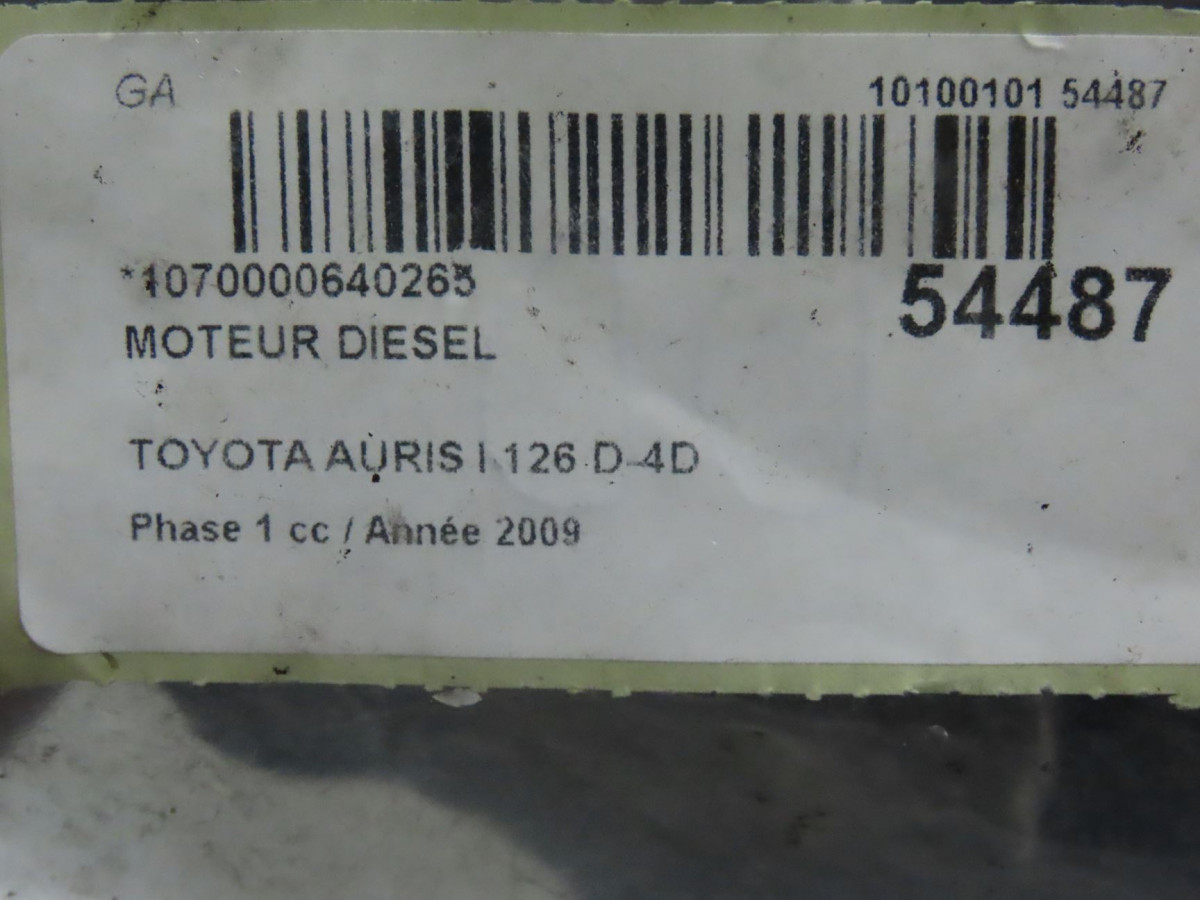 GA
10100101 54487
*1070000640265
54487
MOTEUR DIESEL
TOYOTA AURIS I 126 D-4D
Phase 1 cc / Année 2009